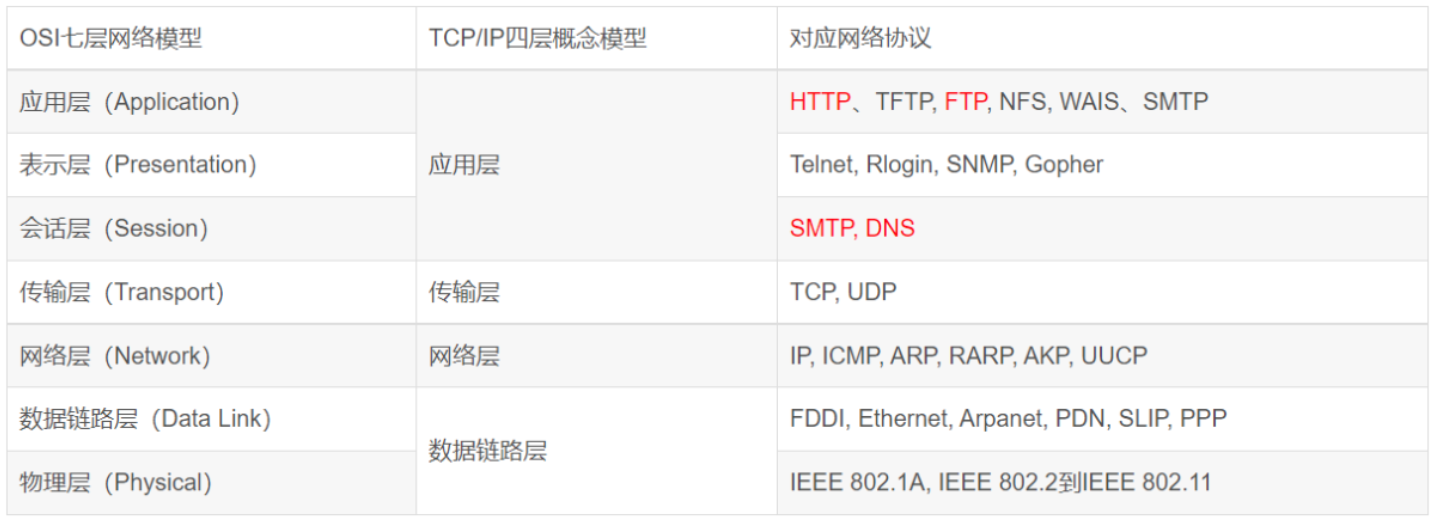 OSI七层网络模型 TCP/IP四层概念模型 对应网络协议
应用层（Application） HTTP、TFTP, FTP, NFS, WAIS、SMTP
表示层（Presentation） 应用层 Telnet, Rlogin, SNMP, Gopher
会话层（Session） SMTP, DNS
传输层（Transport） 传输层 TCP, UDP
网络层（Network） 网络层 IP, ICMP, ARP, RARP, AKP, UUCP
数据链路层（Data Link） FDDI, Ethernet, Arpanet, PDN, SLIP, PPP
数据链路层
物理层（Physical） IEEE 802.1A, IEEE 802.2到IEEE 802.11